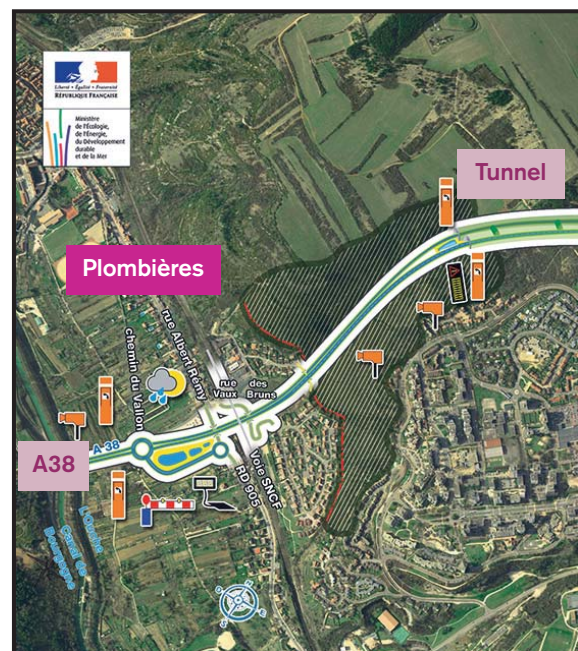 Liberté • Égalité • Fraternité
RÉPUBLIQUE FRANÇAISE
Ministère
de l'Écologie,
de l'Énergie,
du Développement
durable
et de la Mer
Tunnel
Plombières
rue Albert Rémy
chemin du Vallon
rue des
Vaux Bruns
A 38
A38
RD 905
Voie SNCF
L'Ouche
Canal de
Bourgogne